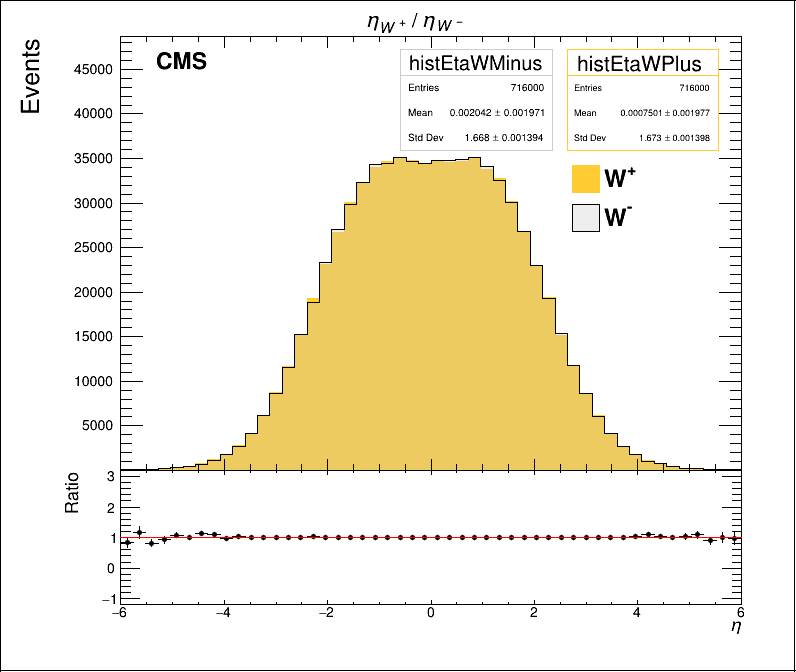 η_W+ / η_W-
Events
CMS
histEtaWMinus
Entries 716000
Mean 0.002042 ± 0.001971
Std Dev 1.668 ± 0.001394
histEtaWPlus
Entries 716000
Mean 0.0007501 ± 0.001977
Std Dev 1.673 ± 0.001398
W+
W-
45000
40000
35000
30000
25000
20000
15000
10000
5000
Ratio
3
2
1
0
−1
−6 −4 −2 0 2 4 6
η